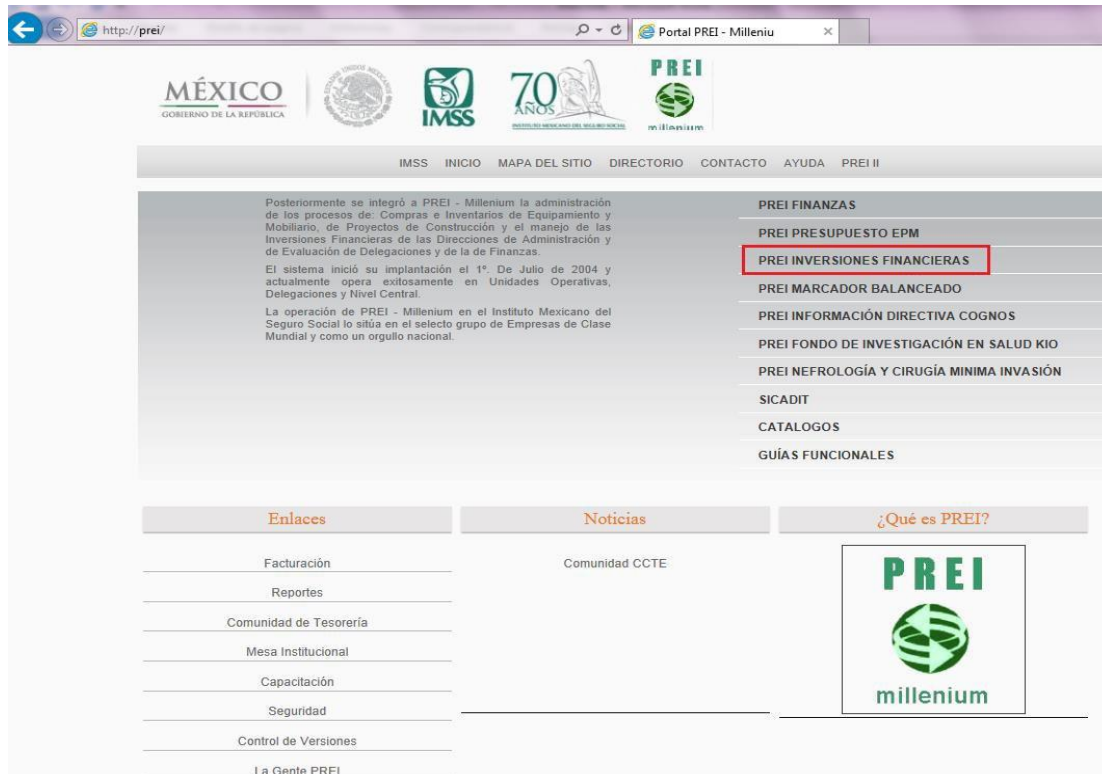 http://prei/
Portal PREI - Milleniu
MÉXICO
GOBIERNO DE LA REPÚBLICA
IMSS
70
AÑOS
INSTITUTO MEXICANO DEL SEGURO SOCIAL
PREI
millenium
IMSS INICIO MAPA DEL SITIO DIRECTORIO CONTACTO AYUDA PREI II
Posteriormente se integró a PREI - Millenium la administración
de los procesos de: Compras e Inventarios de Equipamiento y
Mobiliario, de Proyectos de Construcción y el manejo de las
Inversiones Financieras de las Direcciones de Administración y
de Evaluación de Delegaciones y de la de Finanzas.
El sistema inició su implantación el 1º. De Julio de 2004 y
actualmente opera exitosamente en Unidades Operativas,
Delegaciones y Nivel Central.
La operación de PREI - Millenium en el Instituto Mexicano del
Seguro Social lo sitúa en el selecto grupo de Empresas de Clase
Mundial y como un orgullo nacional.
PREI FINANZAS
PREI PRESUPUESTO EPM
PREI INVERSIONES FINANCIERAS
PREI MARCADOR BALANCEADO
PREI INFORMACIÓN DIRECTIVA COGNOS
PREI FONDO DE INVESTIGACIÓN EN SALUD KIO
PREI NEFROLOGÍA Y CIRUGÍA MINIMA INVASIÓN
SICADIT
CATALOGOS
GUÍAS FUNCIONALES
Enlaces
Facturación
Reportes
Comunidad de Tesorería
Mesa Institucional
Capacitación
Seguridad
Control de Versiones
La Gente PREI
Noticias
Comunidad CCTE
¿Qué es PREI?
PREI
millenium